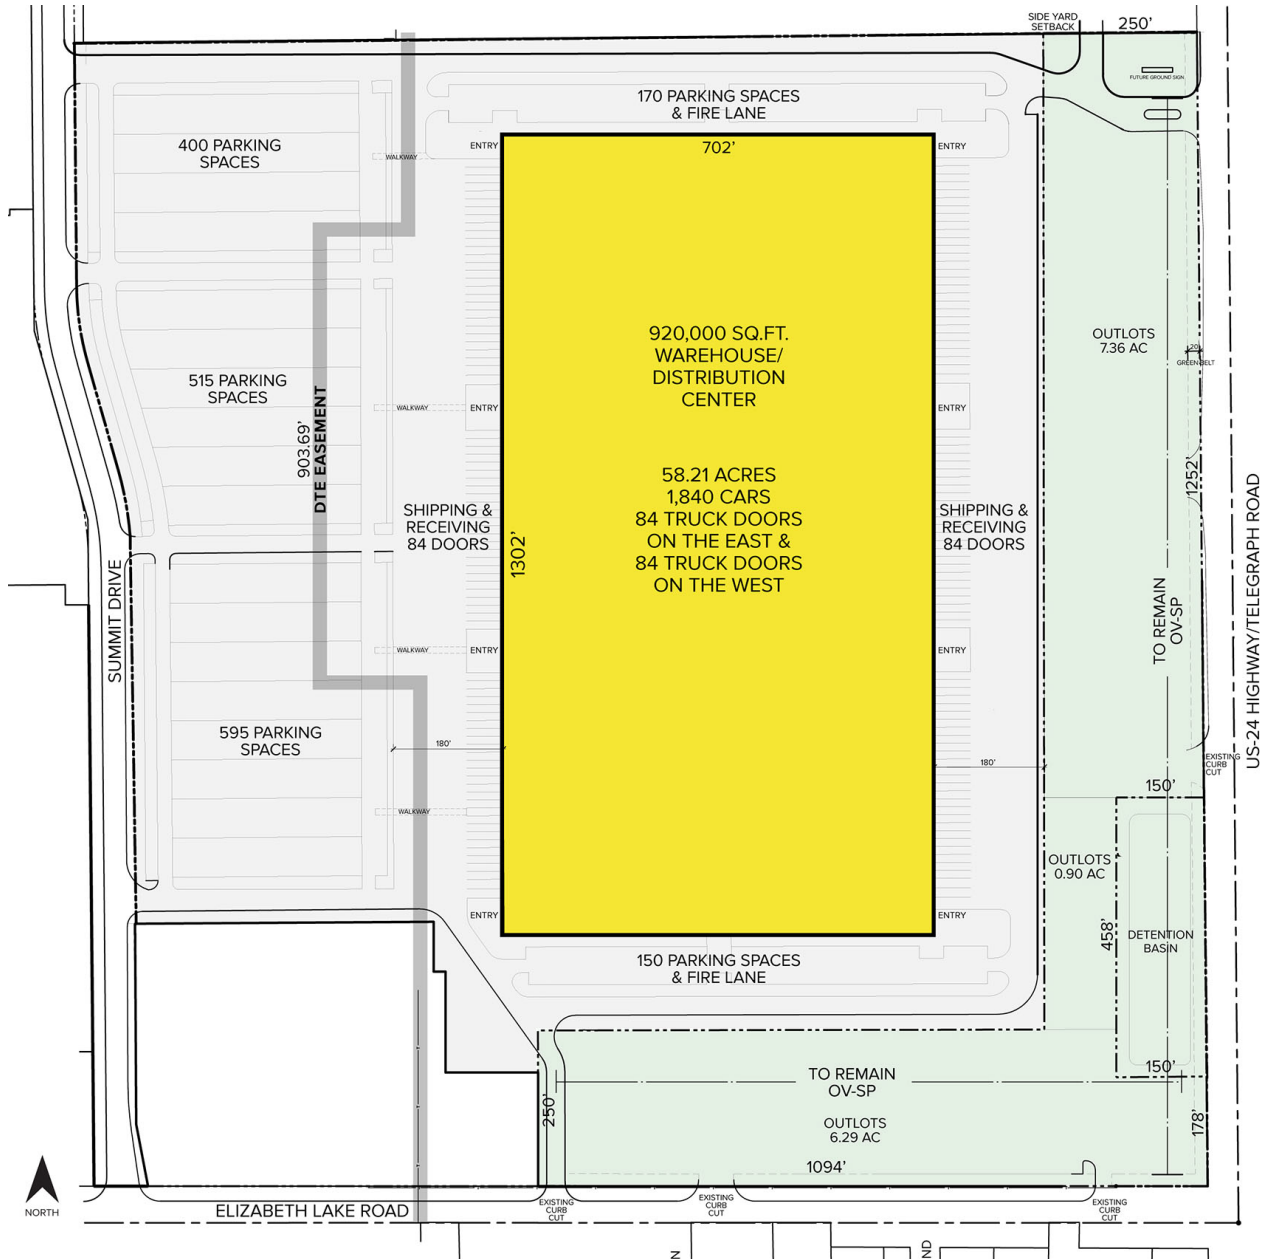 SIDE YARD
SETBACK
250'
FUTURE GROUND SIGN
170 PARKING SPACES
& FIRE LANE
400 PARKING
SPACES
WALKWAY
ENTRY
702'
ENTRY
920,000 SQ.FT.
WAREHOUSE/
DISTRIBUTION
CENTER
OUTLOTS
7.36 AC
20'
GREEN BELT
515 PARKING
SPACES
903.69'
DTE EASEMENT
WALKWAY
ENTRY
ENTRY
58.21 ACRES
1,840 CARS
84 TRUCK DOORS
ON THE EAST &
84 TRUCK DOORS
ON THE WEST
SHIPPING &
RECEIVING
84 DOORS
1302'
SHIPPING &
RECEIVING
84 DOORS
1252'
TO REMAIN
OV-SP
US-24 HIGHWAY/TELEGRAPH ROAD
SUMMIT DRIVE
WALKWAY
ENTRY
ENTRY
595 PARKING
SPACES
180'
180'
EXISTING
CURB
CUT
150'
WALKWAY
OUTLOTS
0.90 AC
458'
DETENTION
BASIN
ENTRY
ENTRY
150 PARKING SPACES
& FIRE LANE
150'
TO REMAIN
OV-SP
250'
OUTLOTS
6.29 AC
178'
1094'
NORTH
ELIZABETH LAKE ROAD
EXISTING
CURB
CUT
EXISTING
CURB
CUT
EXISTING
CURB
CUT
N
ND